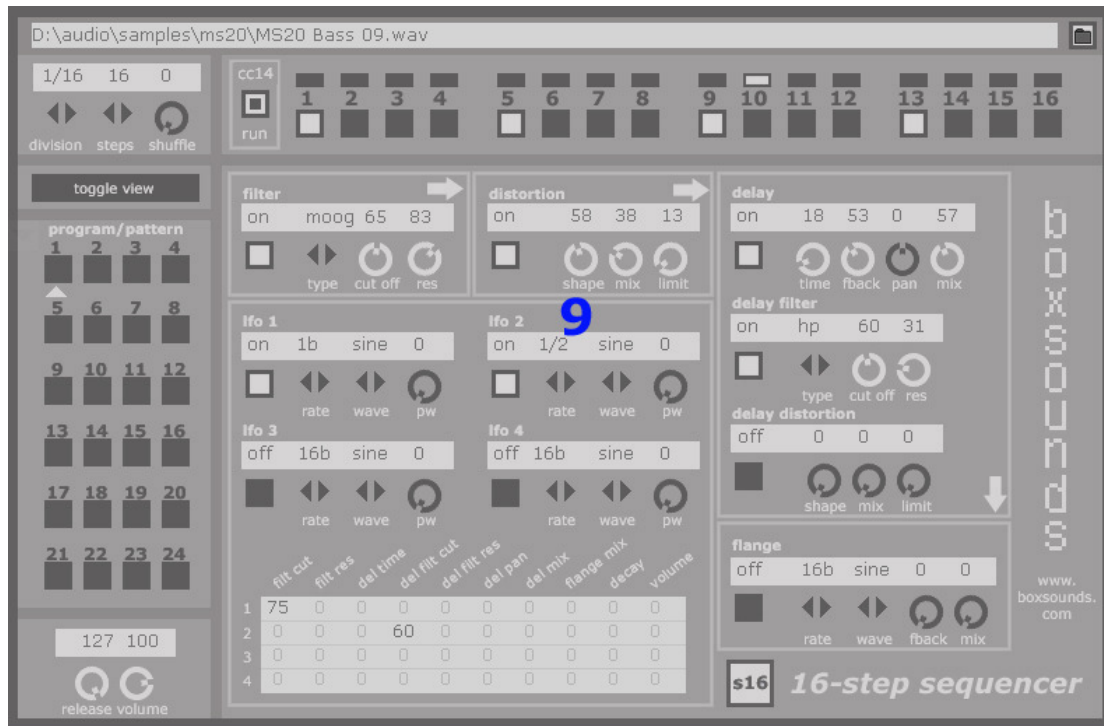 D:\audio\samples\ms20\MS20 Bass 09.wav
1/16 16 0
division steps shuffle
cc14
run
1 2 3 4 5 6 7 8 9 10 11 12 13 14 15 16
toggle view
program/pattern
1 2 3 4
5 6 7 8
9 10 11 12
13 14 15 16
17 18 19 20
21 22 23 24
127 100
release volume
filter
on moog 65 83
type cut off res
distortion
on 58 38 13
shape mix limit
9
lfo 1
on 1b sine 0
rate wave pw
lfo 2
on 1/2 sine 0
rate wave pw
lfo 3
off 16b sine 0
rate wave pw
lfo 4
off 16b sine 0
rate wave pw
filt cut filt res del time del filt cut del filt res del pan del mix flange mix decay volume
1 75 0 0 0 0 0 0 0 0 0
2 0 0 0 60 0 0 0 0 0 0
3 0 0 0 0 0 0 0 0 0 0
4 0 0 0 0 0 0 0 0 0 0
delay
on 18 53 0 57
time fback pan mix
delay filter
on hp 60 31
type cut off res
delay distortion
off 0 0 0
shape mix limit
flange
off 16b sine 0 0
rate wave fback mix
boxsounds
www.
boxsounds.
com
s16 16-step sequencer